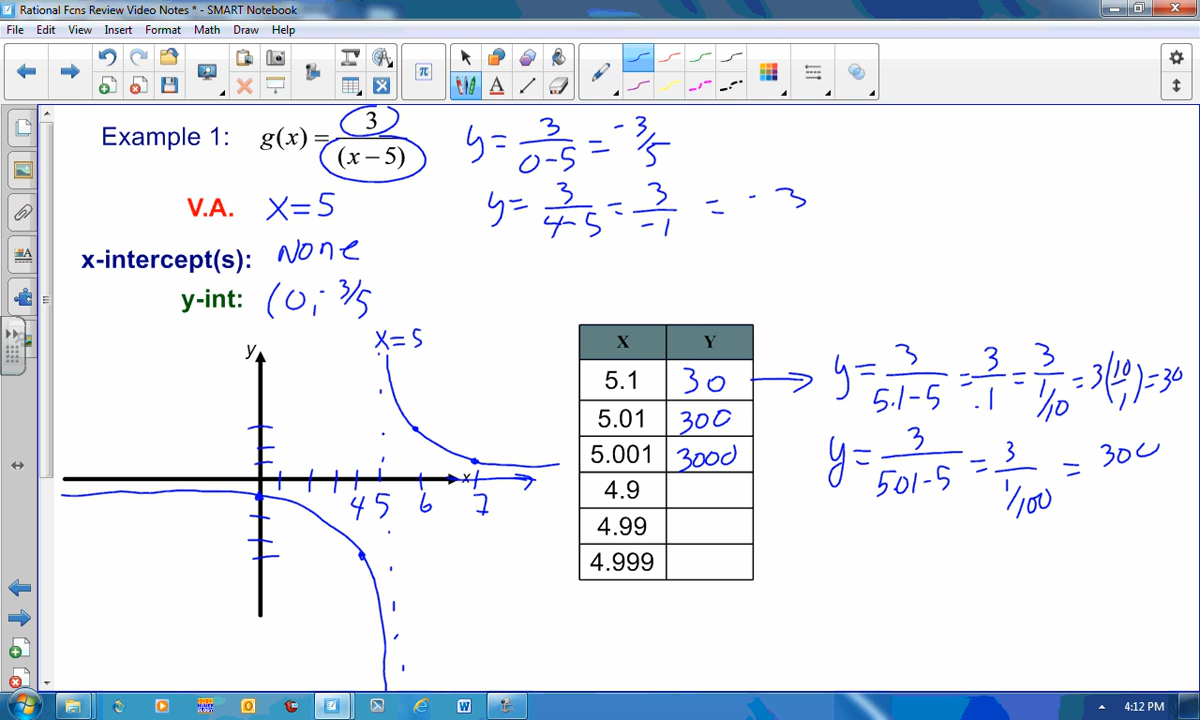 Rational Fcns Review Video Notes * - SMART Notebook
File Edit View Insert Format Math Draw Help
π
A
Example 1: g(x) = 3/(x – 5)
y = 3/(0-5) = -3/5
V.A. x = 5
y = 3/(4-5) = 3/-1 = -3
x-intercept(s): None
y-int: (0, -3/5
y
x = 5
x
4 5 6 7
X Y
5.1 30
5.01 300
5.001 3000
4.9
4.99
4.999
y = 3/(5.1-5) = 3/.1 = 3/(1/10) = 3(10/1) = 30
y = 3/(5.01-5) = 3/(1/100) = 300
4:12 PM